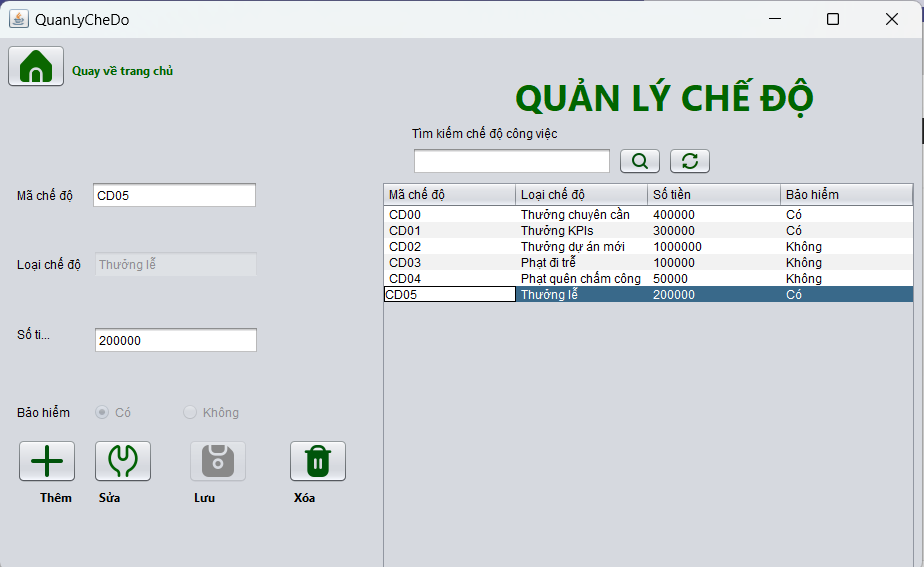 QuanLyCheDo
Quay về trang chủ
QUẢN LÝ CHẾ ĐỘ
Tìm kiếm chế độ công việc
Mã chế độ CD05
Loại chế độ Thưởng lễ
Số ti... 200000
Bảo hiểm Có Không
Thêm Sửa Lưu Xóa
Mã chế độ Loại chế độ Số tiền Bảo hiểm
CD00 Thưởng chuyên cần 400000 Có
CD01 Thưởng KPIs 300000 Có
CD02 Thưởng dự án mới 1000000 Không
CD03 Phạt đi trễ 100000 Không
CD04 Phạt quên chấm công 50000 Không
CD05 Thưởng lễ 200000 Có